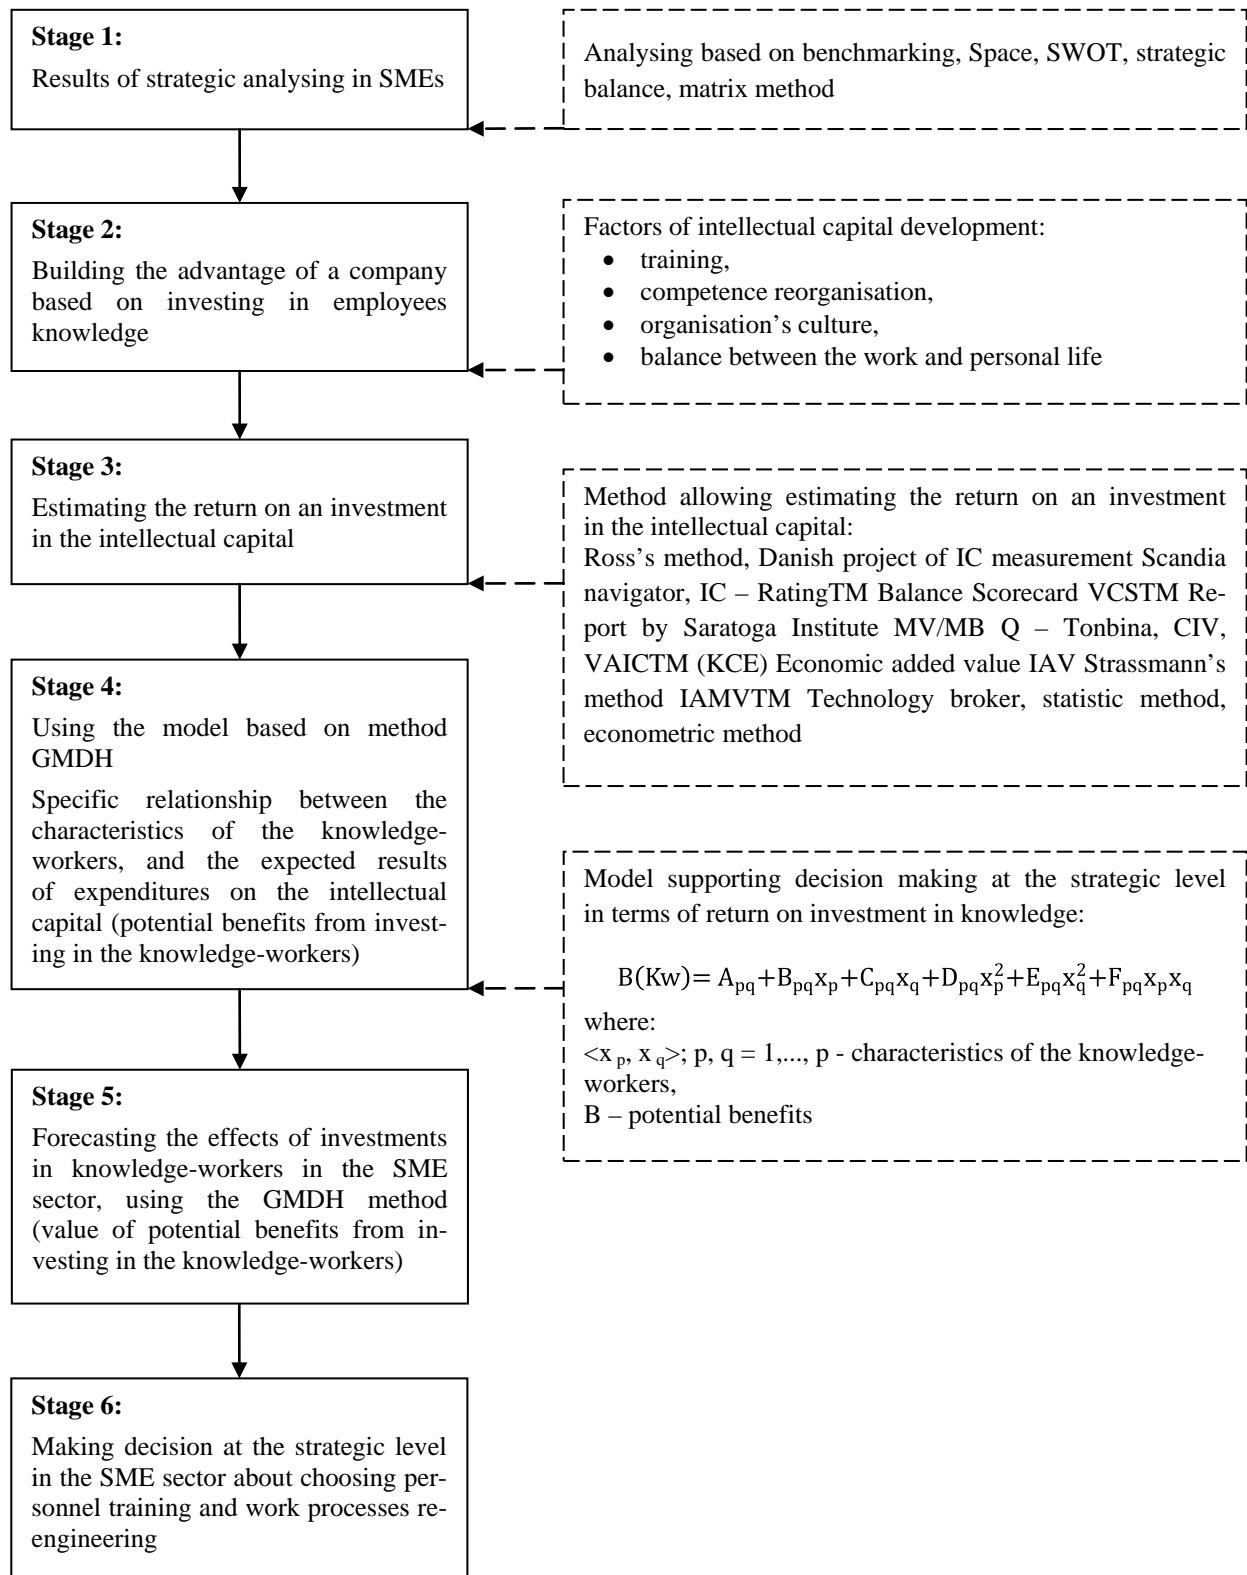 Stage 1:
Results of strategic analysing in SMEs
Analysing based on benchmarking, Space, SWOT, strategic
balance, matrix method
Stage 2:
Building the advantage of a company
based on investing in employees
knowledge
Factors of intellectual capital development:
• training,
• competence reorganisation,
• organisation’s culture,
• balance between the work and personal life
Stage 3:
Estimating the return on an investment
in the intellectual capital
Method allowing estimating the return on an investment
in the intellectual capital:
Ross’s method, Danish project of IC measurement Scandia
navigator, IC – RatingTM Balance Scorecard VCSTM Re-
port by Saratoga Institute MV/MB Q – Tonbina, CIV,
VAICTM (KCE) Economic added value IAV Strassmann’s
method IAMVTM Technology broker, statistic method,
econometric method
Stage 4:
Using the model based on method
GMDH
Specific relationship between the
characteristics of the knowledge-
workers, and the expected results
of expenditures on the intellectual
capital (potential benefits from invest-
ing in the knowledge-workers)
Model supporting decision making at the strategic level
in terms of return on investment in knowledge:
B(Kw)= A_pq+B_pqx_p+C_pqx_q+D_pqx_p^2+E_pqx_q^2+F_pqx_px_q
where:
<x p, x q>; p, q = 1,..., p - characteristics of the knowledge-
workers,
B – potential benefits
Stage 5:
Forecasting the effects of investments
in knowledge-workers in the SME
sector, using the GMDH method
(value of potential benefits from in-
vesting in the knowledge-workers)
Stage 6:
Making decision at the strategic level
in the SME sector about choosing per-
sonnel training and work processes re-
engineering